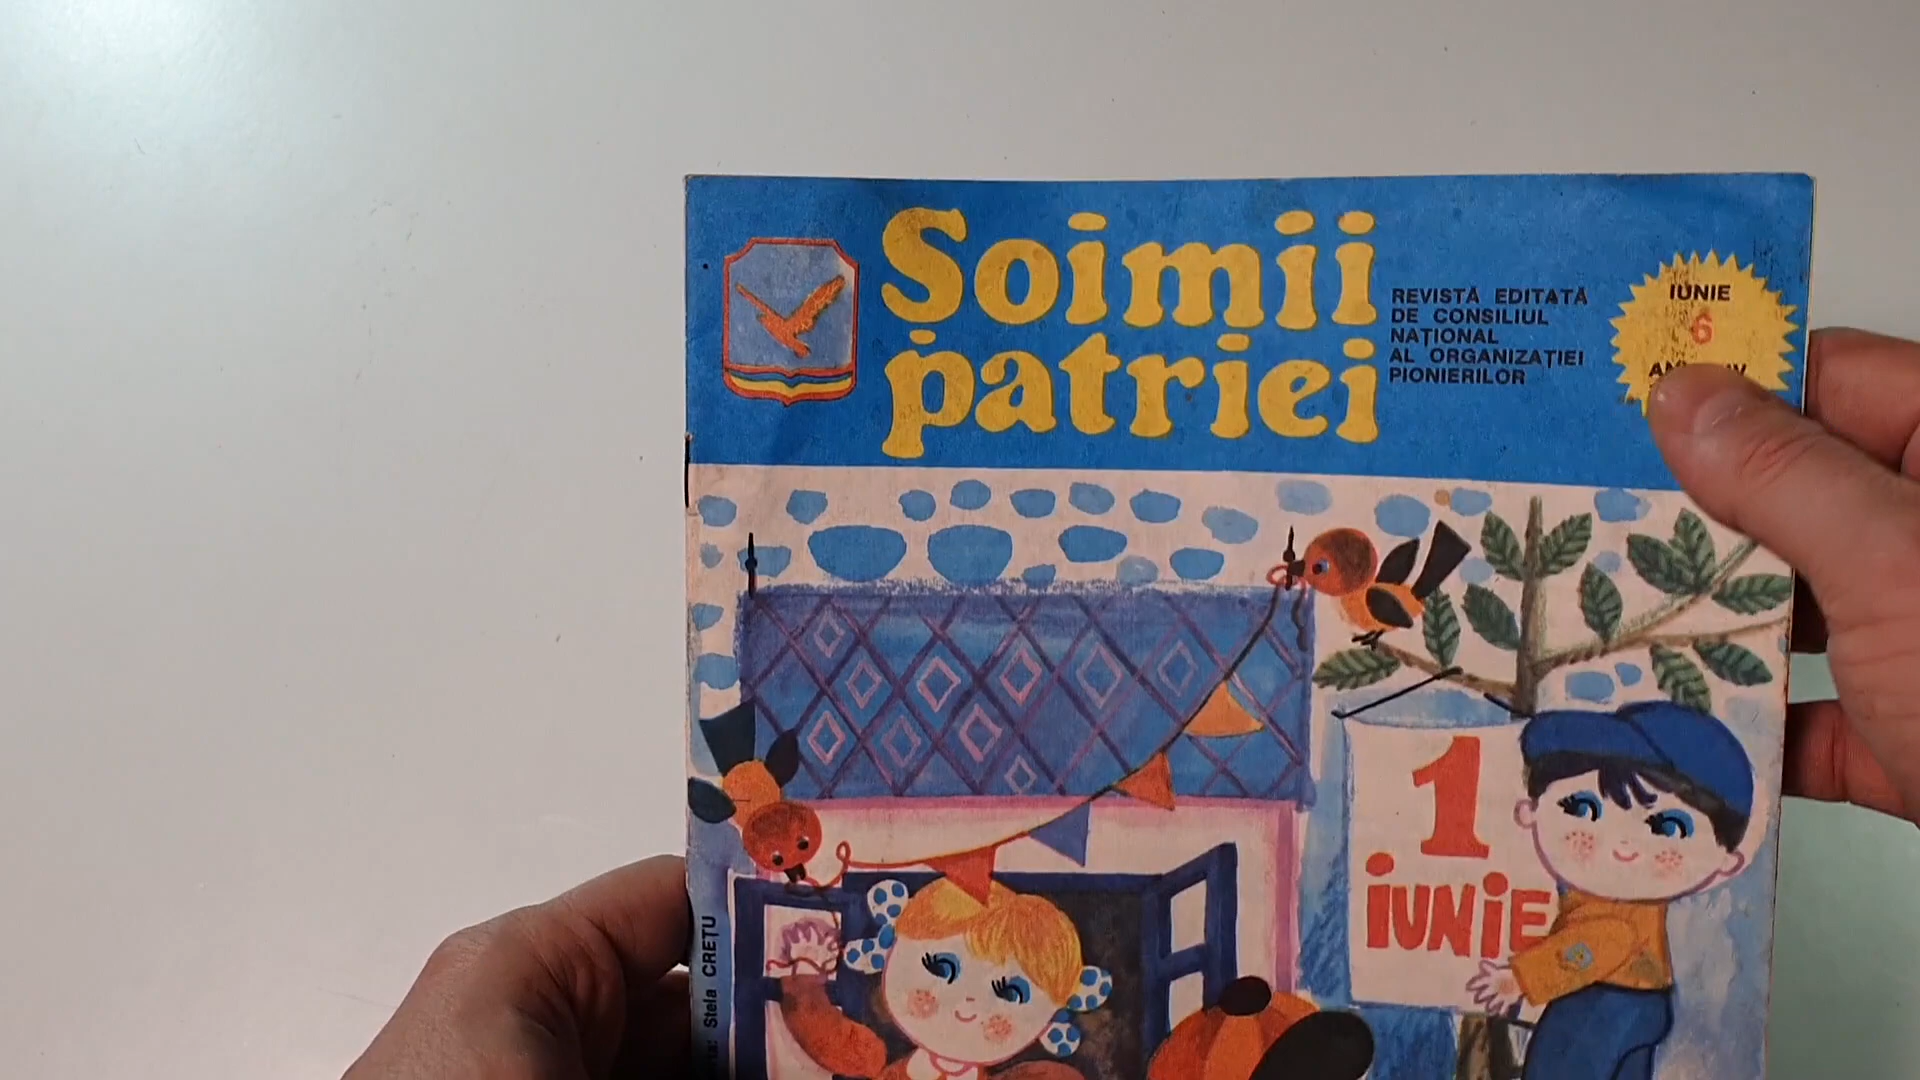 Șoimii
patriei
REVISTĂ EDITATĂ
DE CONSILIUL
NAȚIONAL
AL ORGANIZAȚIEI
PIONIERILOR
IUNIE
6
1
IUNIE
Stela CREȚU